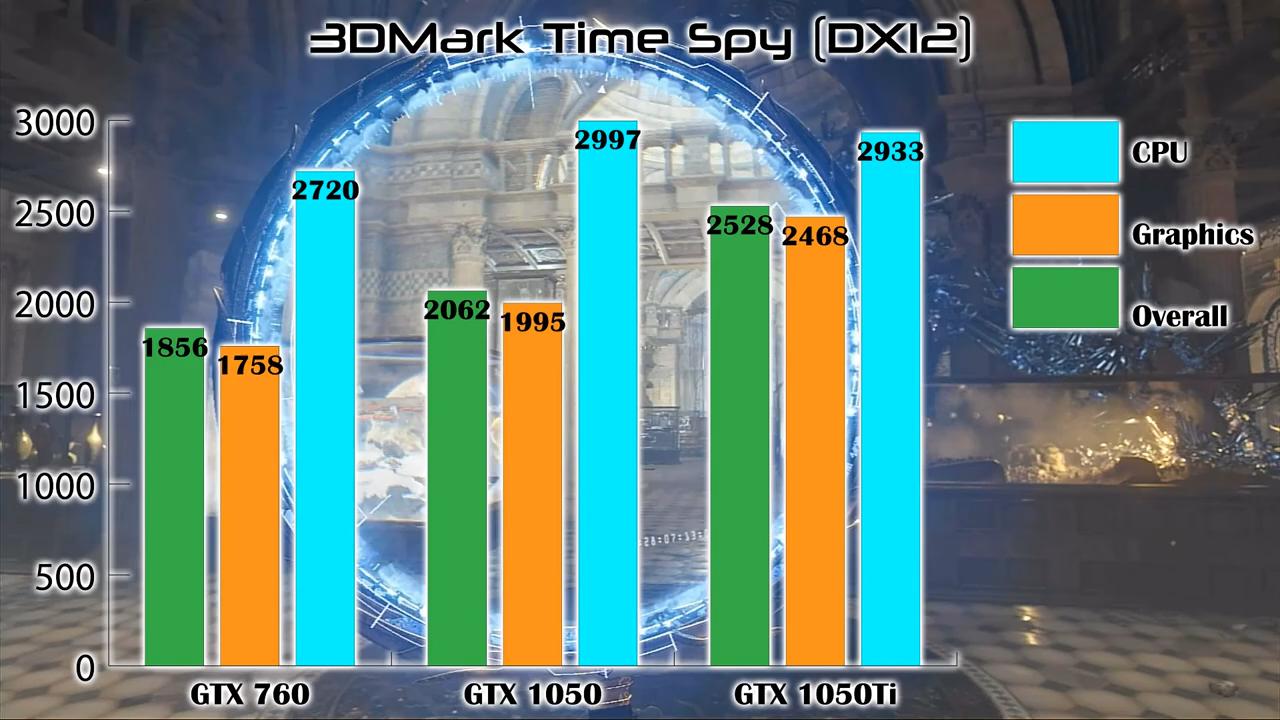 3DMark Time Spy (DX12)
3000
2500
2000
1500
1000
500
0
1856
1758
2720
2062
1995
2997
2528
2468
2933
GTX 760
GTX 1050
GTX 1050Ti
CPU
Graphics
Overall